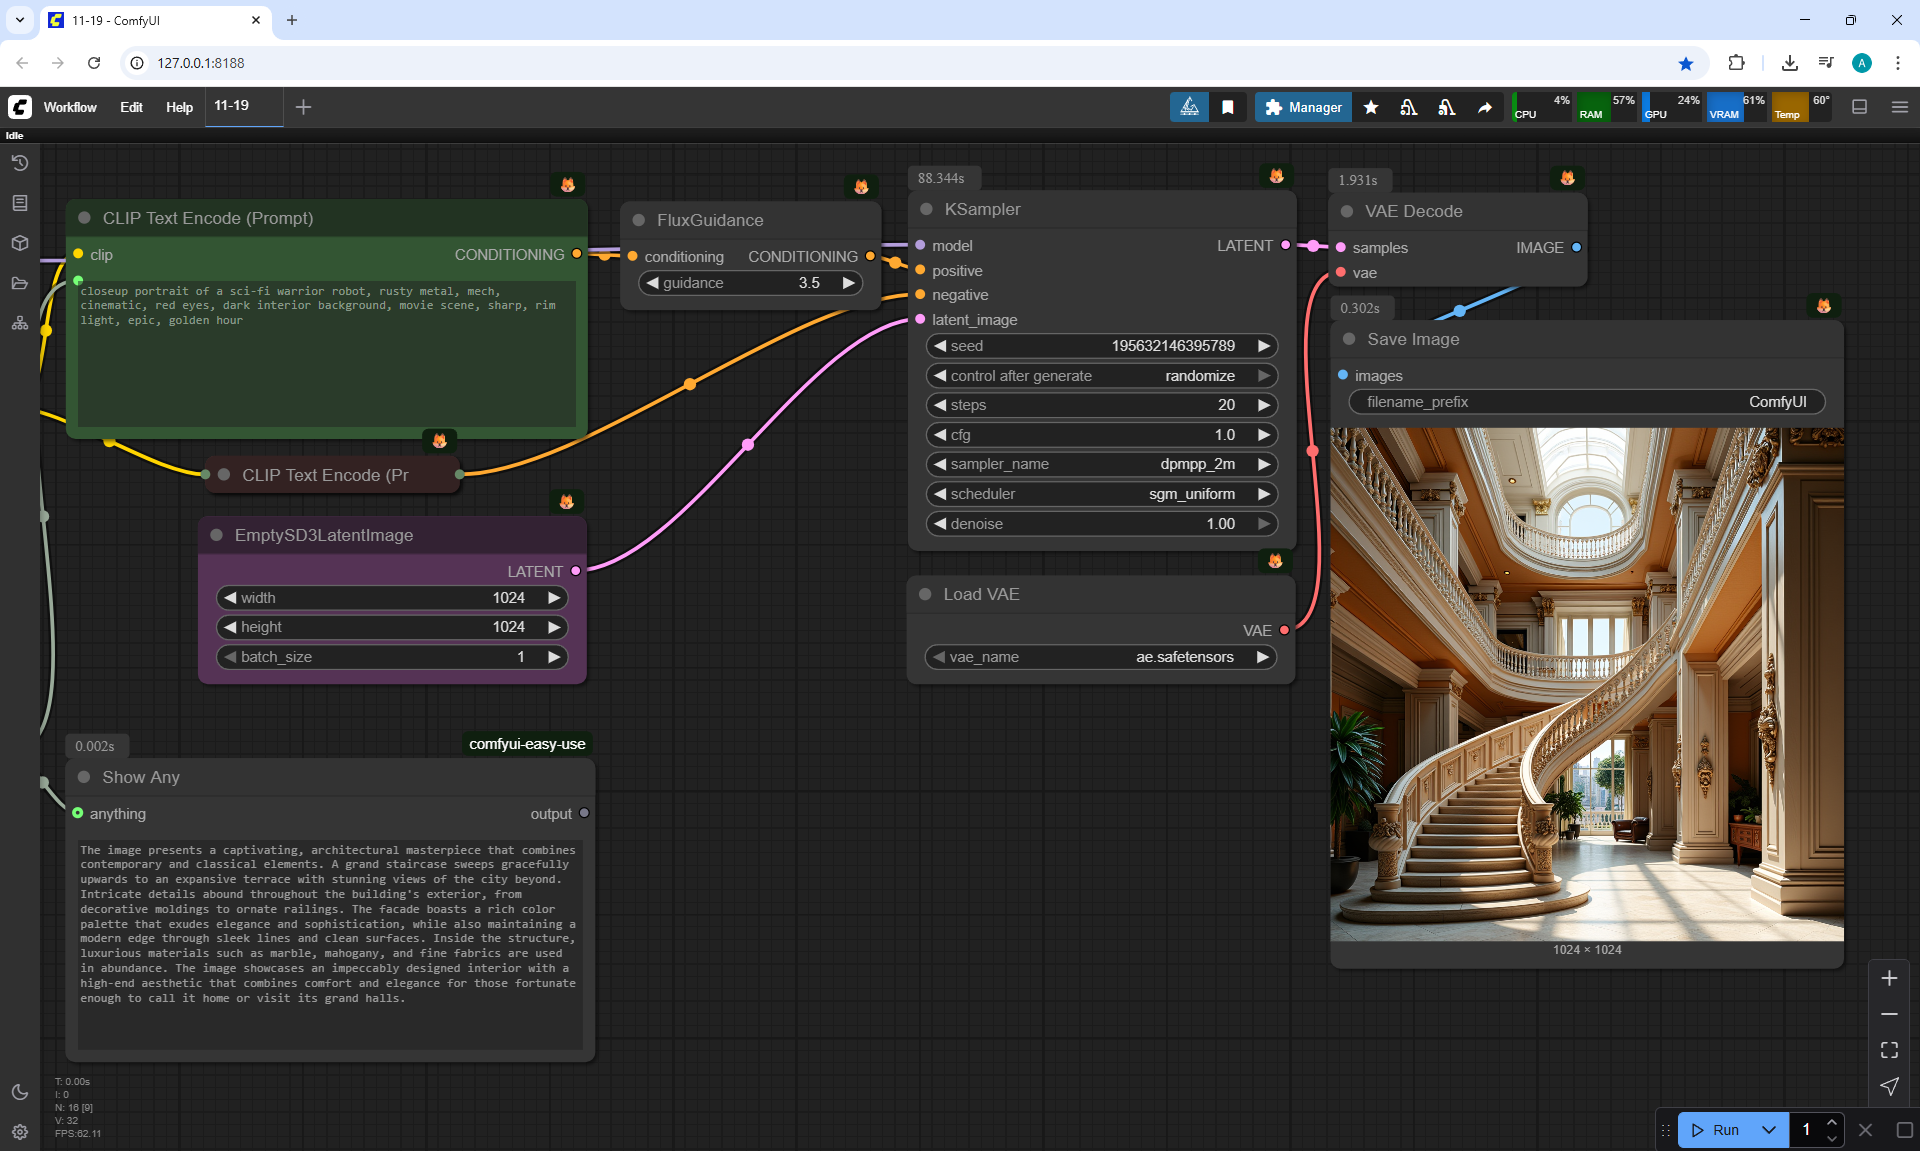 11-19 - ComfyUI
127.0.0.1:8188
A
Workflow Edit Help 11-19
Manager
CPU 4% RAM 57% GPU 24% VRAM 61% Temp 60°
Idle
CLIP Text Encode (Prompt)
clip CONDITIONING
closeup portrait of a sci-fi warrior robot, rusty metal, mech,
cinematic, red eyes, dark interior background, movie scene, sharp, rim
light, epic, golden hour
CLIP Text Encode (Pr
EmptySD3LatentImage
LATENT
width 1024
height 1024
batch_size 1
FluxGuidance
conditioning CONDITIONING
guidance 3.5
88.344s
KSampler
model LATENT
positive
negative
latent_image
seed 195632146395789
control after generate randomize
steps 20
cfg 1.0
sampler_name dpmpp_2m
scheduler sgm_uniform
denoise 1.00
Load VAE
VAE
vae_name ae.safetensors
1.931s
VAE Decode
samples IMAGE
vae
0.302s
Save Image
images
filename_prefix ComfyUI
1024 × 1024
0.002s
comfyui-easy-use
Show Any
anything output
The image presents a captivating, architectural masterpiece that combines
contemporary and classical elements. A grand staircase sweeps gracefully
upwards to an expansive terrace with stunning views of the city beyond.
Intricate details abound throughout the building's exterior, from
decorative moldings to ornate railings. The facade boasts a rich color
palette that exudes elegance and sophistication, while also maintaining a
modern edge through sleek lines and clean surfaces. Inside the structure,
luxurious materials such as marble, mahogany, and fine fabrics are used
in abundance. The image showcases an impeccably designed interior with a
high-end aesthetic that combines comfort and elegance for those fortunate
enough to call it home or visit its grand halls.
T: 0.00s
I: 0
N: 16 [9]
V: 32
FPS:62.11
Run 1